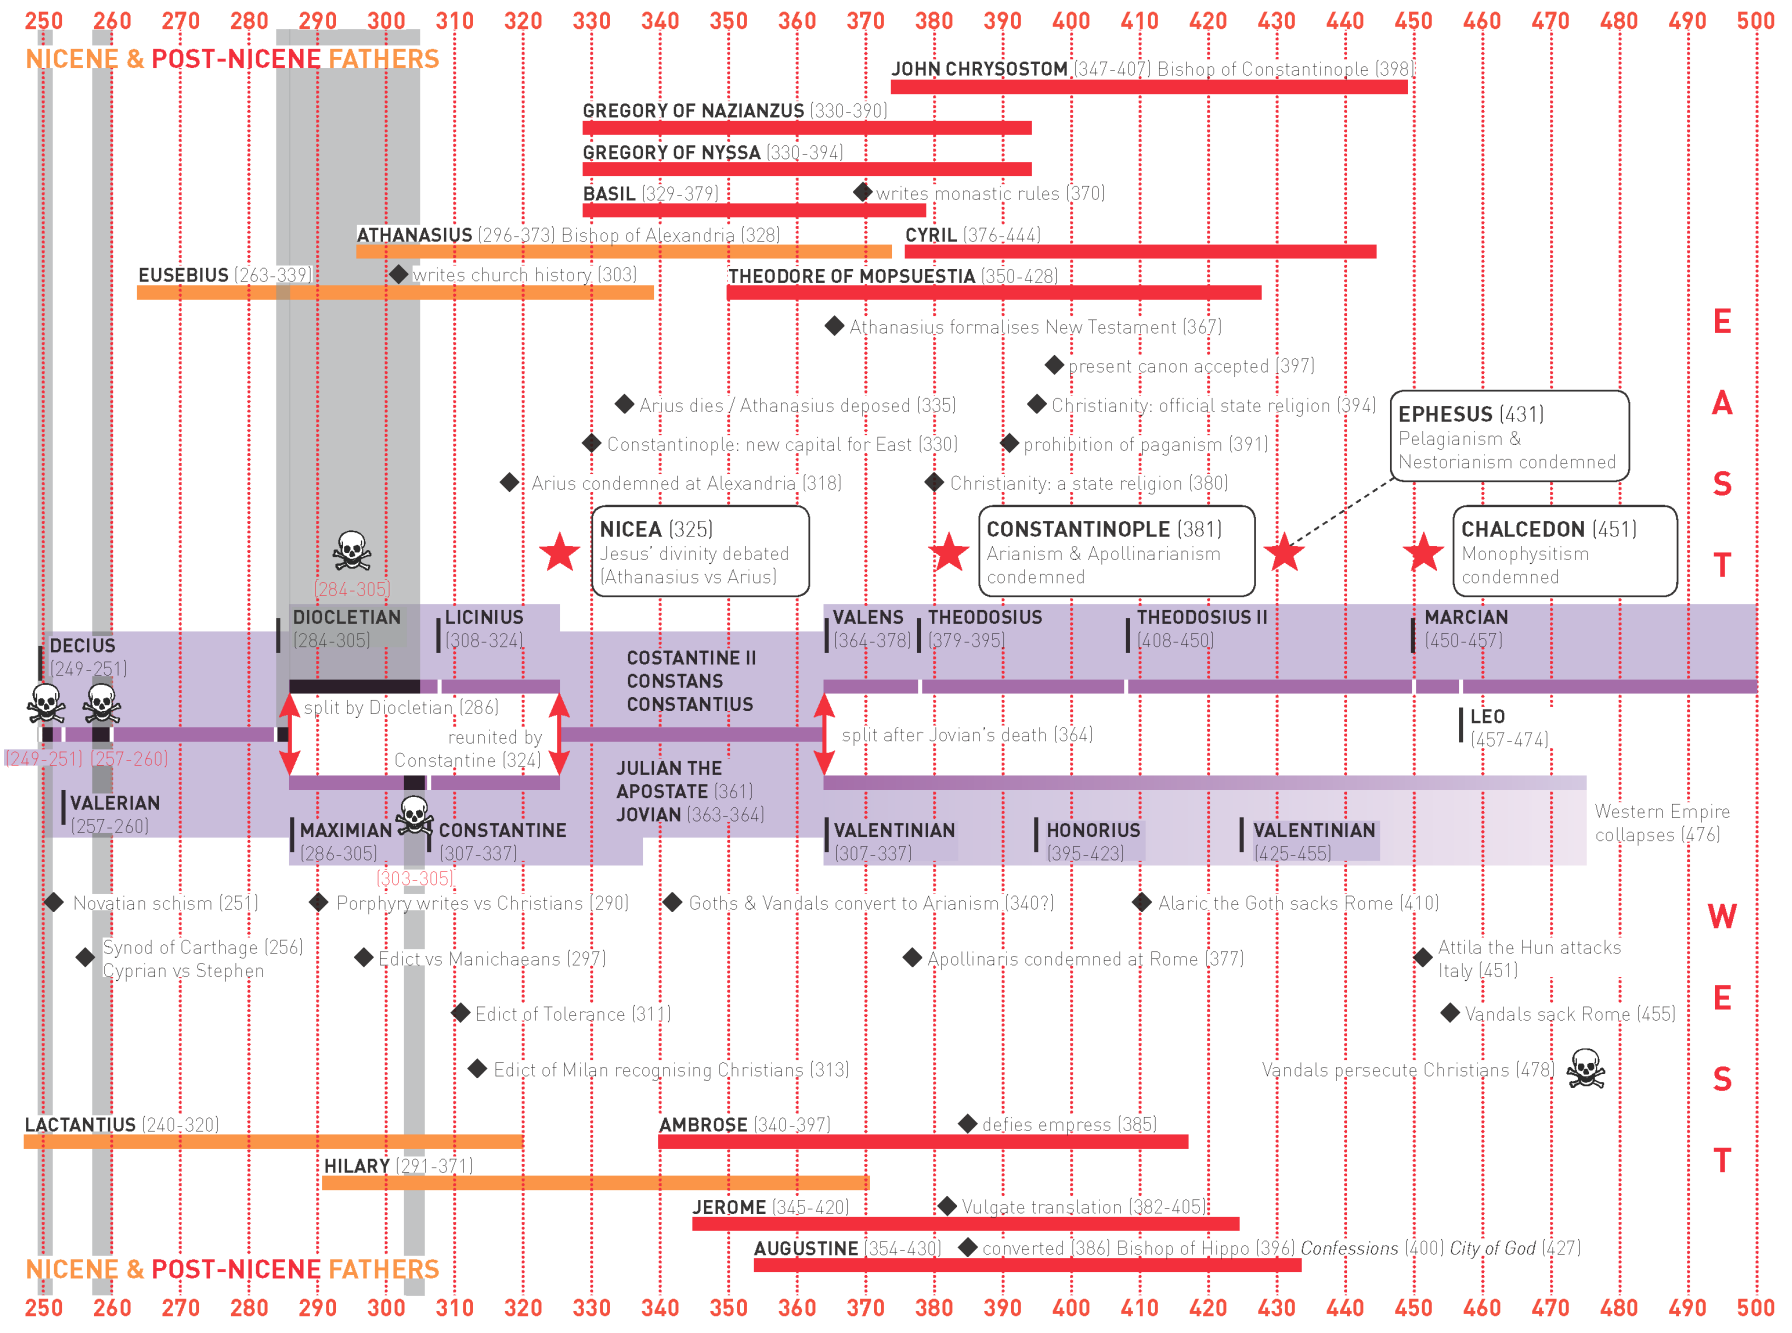 250 260 270 280 290 300 310 320 330 340 350 360 370 380 390 400 410 420 430 440 450 460 470 480 490 500
NICENE & POST-NICENE FATHERS
JOHN CHRYSOSTOM (347-407) Bishop of Constantinople (398)
GREGORY OF NAZIANZUS (330-390)
GREGORY OF NYSSA (330-394)
BASIL (329-379)
writes monastic rules (370)
ATHANASIUS (296-373) Bishop of Alexandria (328)
CYRIL (376-444)
EUSEBIUS (263-339)
writes church history (303)
THEODORE OF MOPSUESTIA (350-428)
Athanasius formalises New Testament (367)
present canon accepted (397)
Arius dies / Athanasius deposed (335)
Christianity: official state religion (394)
Constantinople: new capital for East (330)
prohibition of paganism (391)
Arius condemned at Alexandria (318)
Christianity: a state religion (380)
EPHESUS (431)
Pelagianism &
Nestorianism condemned
EAST
NICEA (325)
Jesus' divinity debated
(Athanasius vs Arius)
CONSTANTINOPLE (381)
Arianism & Apollinarianism
condemned
CHALCEDON (451)
Monophysitism
condemned
(284-305)
DECIUS
(249-251)
DIOCLETIAN
(284-305)
LICINIUS
(308-324)
COSTANTINE II
CONSTANS
CONSTANTIUS
VALENS
(364-378)
THEODOSIUS
(379-395)
THEODOSIUS II
(408-450)
MARCIAN
(450-457)
split by Diocletian (286)
reunited by
Constantine (324)
split after Jovian's death (364)
LEO
(457-474)
(249-251) (257-260)
VALERIAN
(257-260)
MAXIMIAN
(286-305)
CONSTANTINE
(307-337)
(303-305)
JULIAN THE
APOSTATE (361)
JOVIAN (363-364)
VALENTINIAN
(307-337)
HONORIUS
(395-423)
VALENTINIAN
(425-455)
Western Empire
collapses (476)
Novatian schism (251)
Porphyry writes vs Christians (290)
Goths & Vandals convert to Arianism (340?)
Alaric the Goth sacks Rome (410)
WEST
Synod of Carthage (256)
Cyprian vs Stephen
Edict vs Manichaeans (297)
Apollinaris condemned at Rome (377)
Attila the Hun attacks
Italy (451)
Edict of Tolerance (311)
Vandals sack Rome (455)
Edict of Milan recognising Christians (313)
Vandals persecute Christians (478)
LACTANTIUS (240-320)
AMBROSE (340-397)
defies empress (385)
HILARY (291-371)
JEROME (345-420)
Vulgate translation (382-405)
AUGUSTINE (354-430)
converted (386) Bishop of Hippo (396) Confessions (400) City of God (427)
NICENE & POST-NICENE FATHERS
250 260 270 280 290 300 310 320 330 340 350 360 370 380 390 400 410 420 430 440 450 460 470 480 490 500